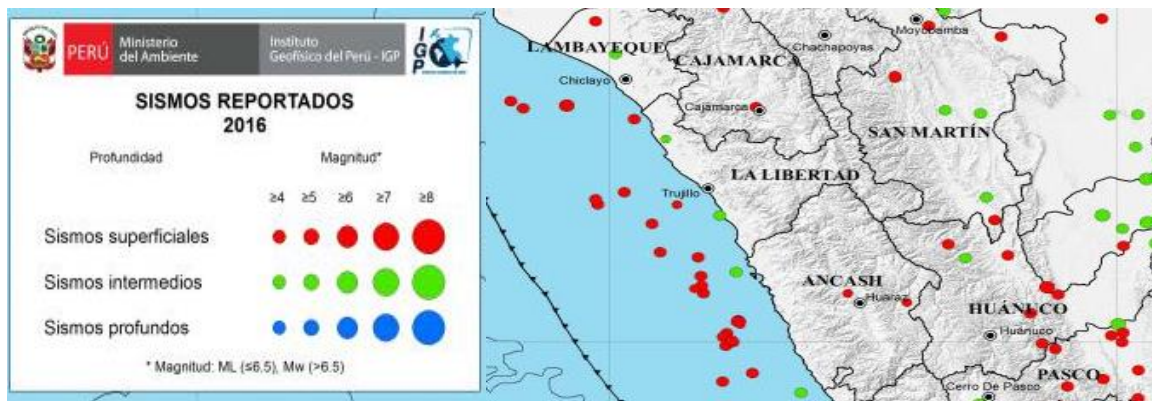 PERÚ
Ministerio
del Ambiente
Instituto
Geofísico del Perú - IGP
IGP
SISMOS REPORTADOS
2016
Profundidad
Magnitud*
≥4 ≥5 ≥6 ≥7 ≥8
Sismos superficiales
Sismos intermedios
Sismos profundos
* Magnitud: ML (≤6.5), Mw (>6.5)
Moyobamba
Chachapoyas
LAMBAYEQUE
CAJAMARCA
Chiclayo
Cajamarca
SAN MARTÍN
LA LIBERTAD
Trujillo
ANCASH
Huaraz
HUÁNUCO
Huánuco
PASCO
Cerro De Pasco